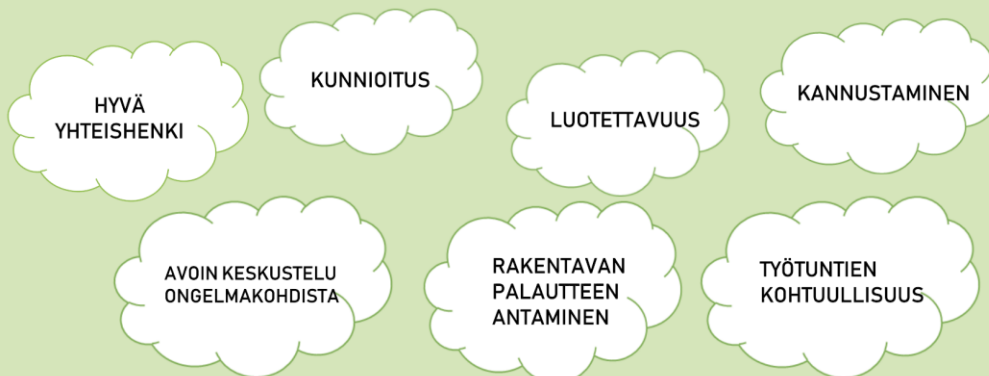 HYVÄ
YHTEISHENKI
KUNNIOITUS
LUOTETTAVUUS
KANNUSTAMINEN
AVOIN KESKUSTELU
ONGELMAKOHDISTA
RAKENTAVAN
PALAUTTEEN
ANTAMINEN
TYÖTUNTIEN
KOHTUULLISUUS